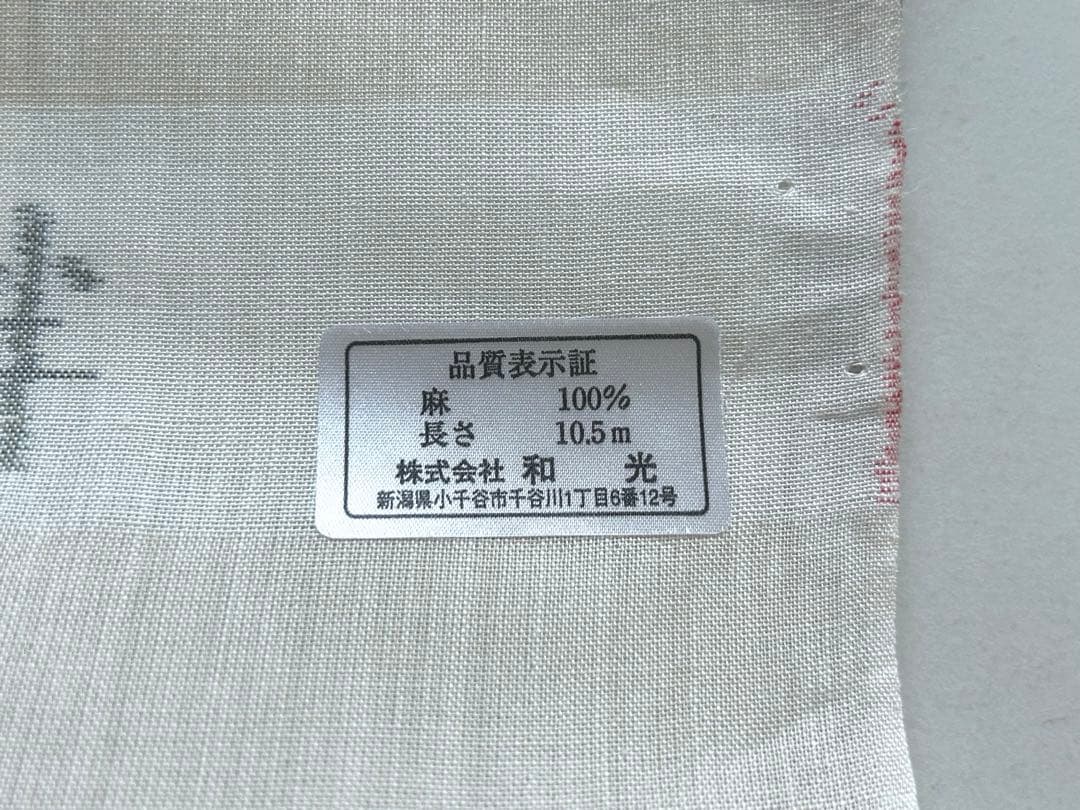 品質表示証
麻 100%
長さ 10.5m
株式会社 和 光
新潟県小千谷市千谷川1丁目6番12号